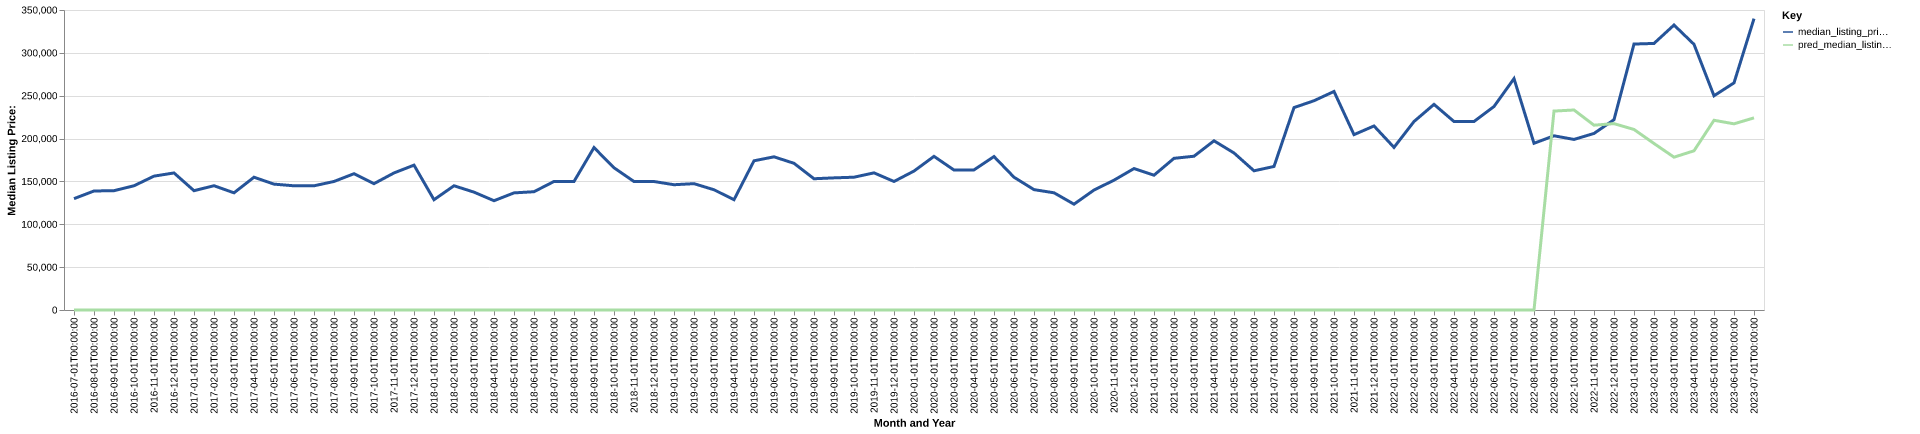 350,000
300,000
250,000
200,000
150,000
100,000
50,000
0
Median Listing Price:
2016-07-01T00:00:00
2016-08-01T00:00:00
2016-09-01T00:00:00
2016-10-01T00:00:00
2016-11-01T00:00:00
2016-12-01T00:00:00
2017-01-01T00:00:00
2017-02-01T00:00:00
2017-03-01T00:00:00
2017-04-01T00:00:00
2017-05-01T00:00:00
2017-06-01T00:00:00
2017-07-01T00:00:00
2017-08-01T00:00:00
2017-09-01T00:00:00
2017-10-01T00:00:00
2017-11-01T00:00:00
2017-12-01T00:00:00
2018-01-01T00:00:00
2018-02-01T00:00:00
2018-03-01T00:00:00
2018-04-01T00:00:00
2018-05-01T00:00:00
2018-06-01T00:00:00
2018-07-01T00:00:00
2018-08-01T00:00:00
2018-09-01T00:00:00
2018-10-01T00:00:00
2018-11-01T00:00:00
2018-12-01T00:00:00
2019-01-01T00:00:00
2019-02-01T00:00:00
2019-03-01T00:00:00
2019-04-01T00:00:00
2019-05-01T00:00:00
2019-06-01T00:00:00
2019-07-01T00:00:00
2019-08-01T00:00:00
2019-09-01T00:00:00
2019-10-01T00:00:00
2019-11-01T00:00:00
2019-12-01T00:00:00
2020-01-01T00:00:00
2020-02-01T00:00:00
2020-03-01T00:00:00
2020-04-01T00:00:00
2020-05-01T00:00:00
2020-06-01T00:00:00
2020-07-01T00:00:00
2020-08-01T00:00:00
2020-09-01T00:00:00
2020-10-01T00:00:00
2020-11-01T00:00:00
2020-12-01T00:00:00
2021-01-01T00:00:00
2021-02-01T00:00:00
2021-03-01T00:00:00
2021-04-01T00:00:00
2021-05-01T00:00:00
2021-06-01T00:00:00
2021-07-01T00:00:00
2021-08-01T00:00:00
2021-09-01T00:00:00
2021-10-01T00:00:00
2021-11-01T00:00:00
2021-12-01T00:00:00
2022-01-01T00:00:00
2022-02-01T00:00:00
2022-03-01T00:00:00
2022-04-01T00:00:00
2022-05-01T00:00:00
2022-06-01T00:00:00
2022-07-01T00:00:00
2022-08-01T00:00:00
2022-09-01T00:00:00
2022-10-01T00:00:00
2022-11-01T00:00:00
2022-12-01T00:00:00
2023-01-01T00:00:00
2023-02-01T00:00:00
2023-03-01T00:00:00
2023-04-01T00:00:00
2023-05-01T00:00:00
2023-06-01T00:00:00
2023-07-01T00:00:00
Month and Year
Key
median_listing_pri…
pred_median_listin…